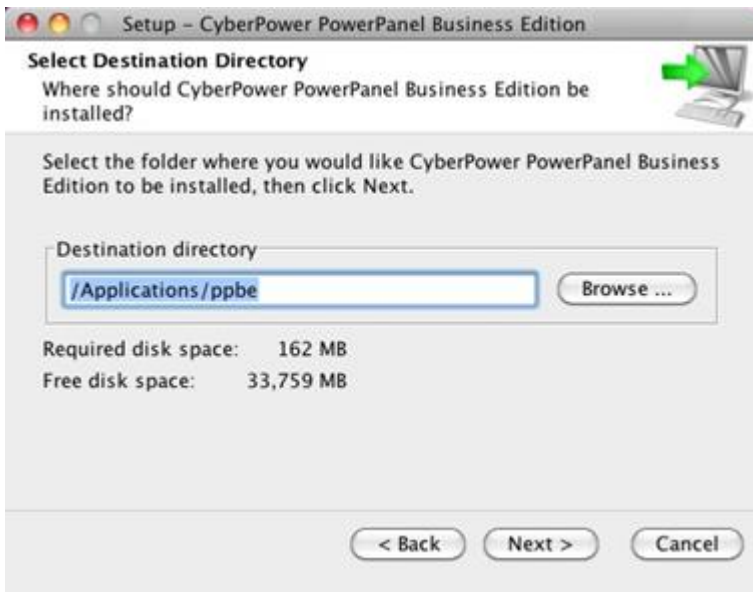 Setup – CyberPower PowerPanel Business Edition
Select Destination Directory
Where should CyberPower PowerPanel Business Edition be
installed?
Select the folder where you would like CyberPower PowerPanel Business
Edition to be installed, then click Next.
Destination directory
/Applications/ppbe
Browse ...
Required disk space: 162 MB
Free disk space: 33,759 MB
< Back Next > Cancel